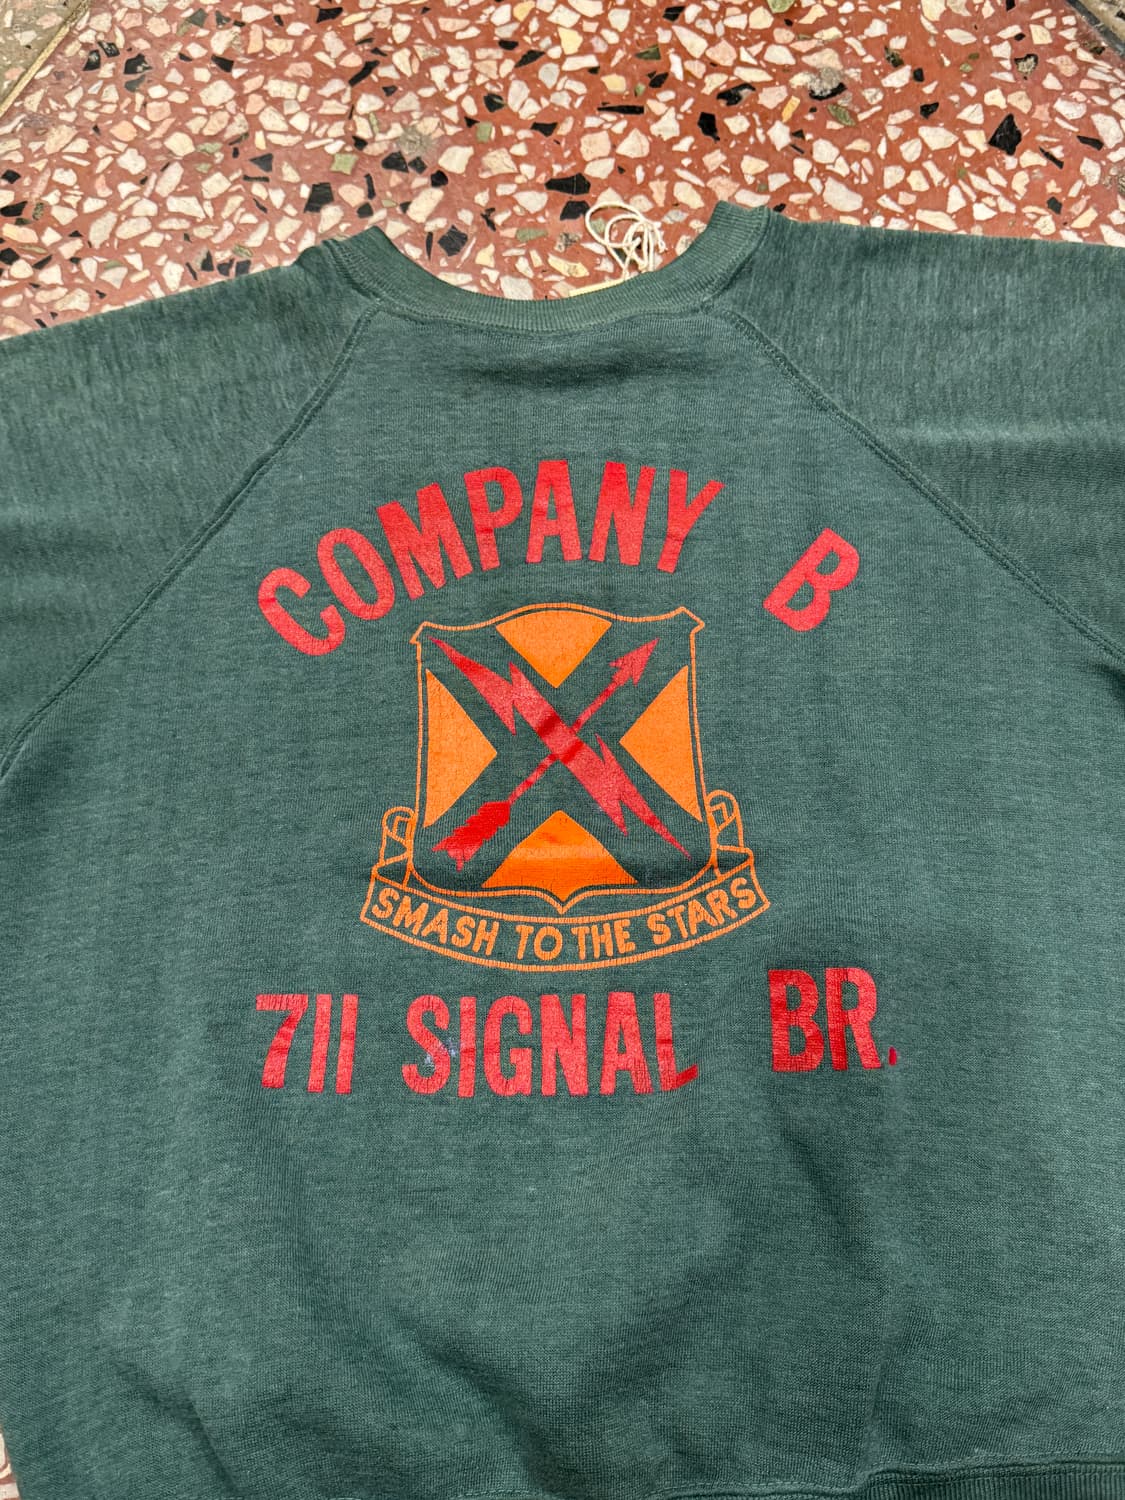 COMPANY B
SMASH TO THE STARS
711 SIGNAL BR.